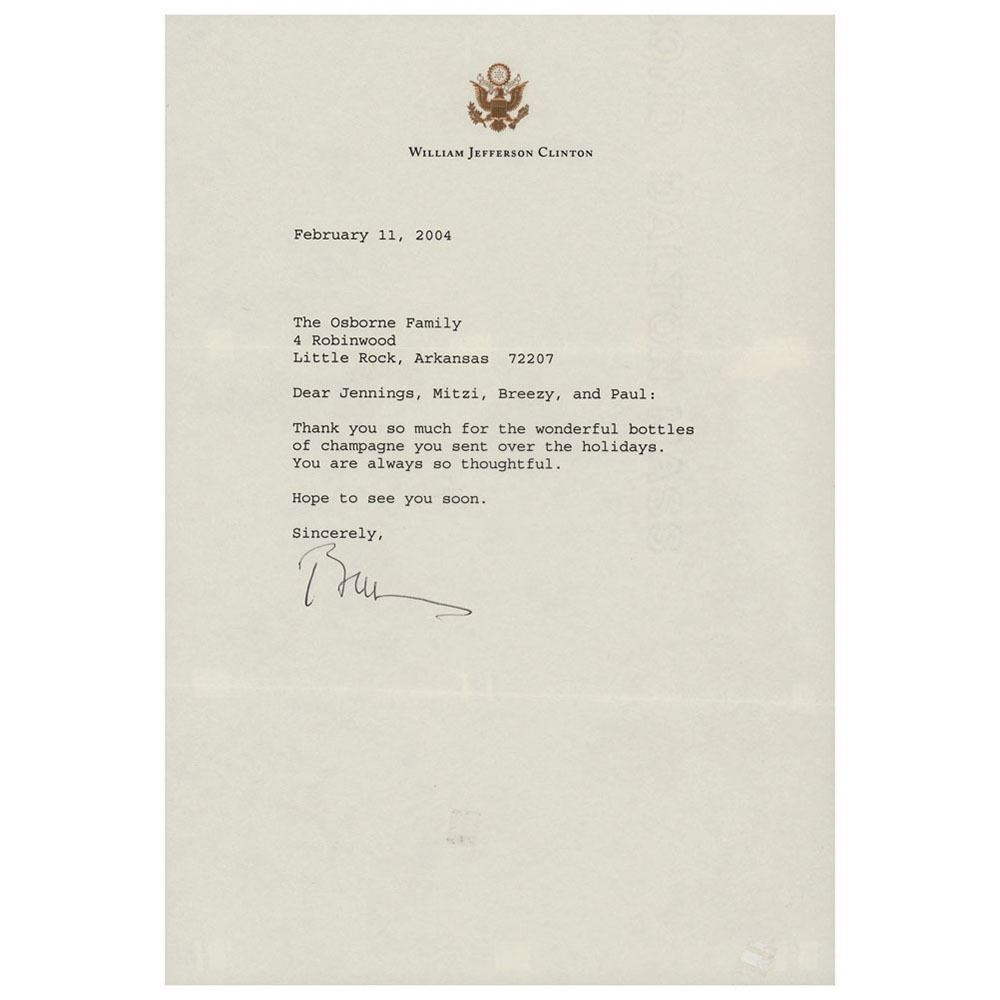 WILLIAM JEFFERSON CLINTON
February 11, 2004
The Osborne Family
4 Robinwood
Little Rock, Arkansas 72207
Dear Jennings, Mitzi, Breezy, and Paul:
Thank you so much for the wonderful bottles
of champagne you sent over the holidays.
You are always so thoughtful.
Hope to see you soon.
Sincerely,
Bill